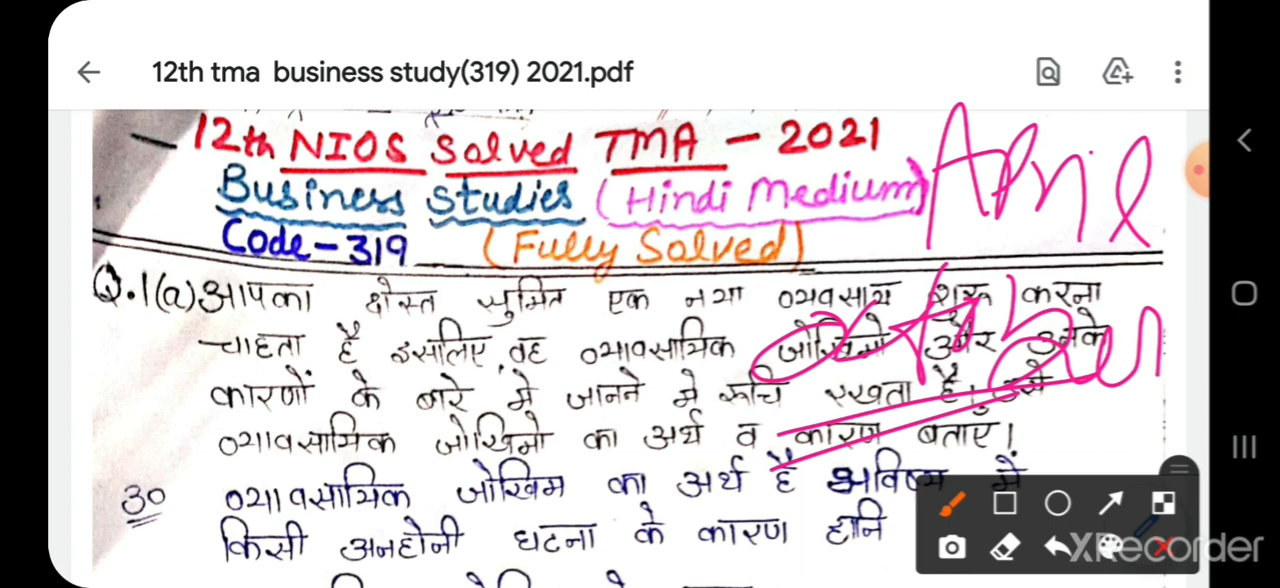 12th tma business study(319) 2021.pdf
12th NIOS Solved TMA - 2021
Business Studies (Hindi Medium)
Code-319 (Fully Solved)
April
Q.1(a) आपका दोस्त सुमित एक नया व्यवसाय शुरू करना
चाहता है इसलिए वह व्यावसायिक जोखिमो और उनके
कारणों के बारे में जानने में रूचि रखता है। उसे
व्यावसायिक जोखिमो का अर्थ व कारण बताए।
उ० व्यावसायिक जोखिम का अर्थ है भविष्य में
किसी अनहोनी घटना के कारण हानि
XRecorder